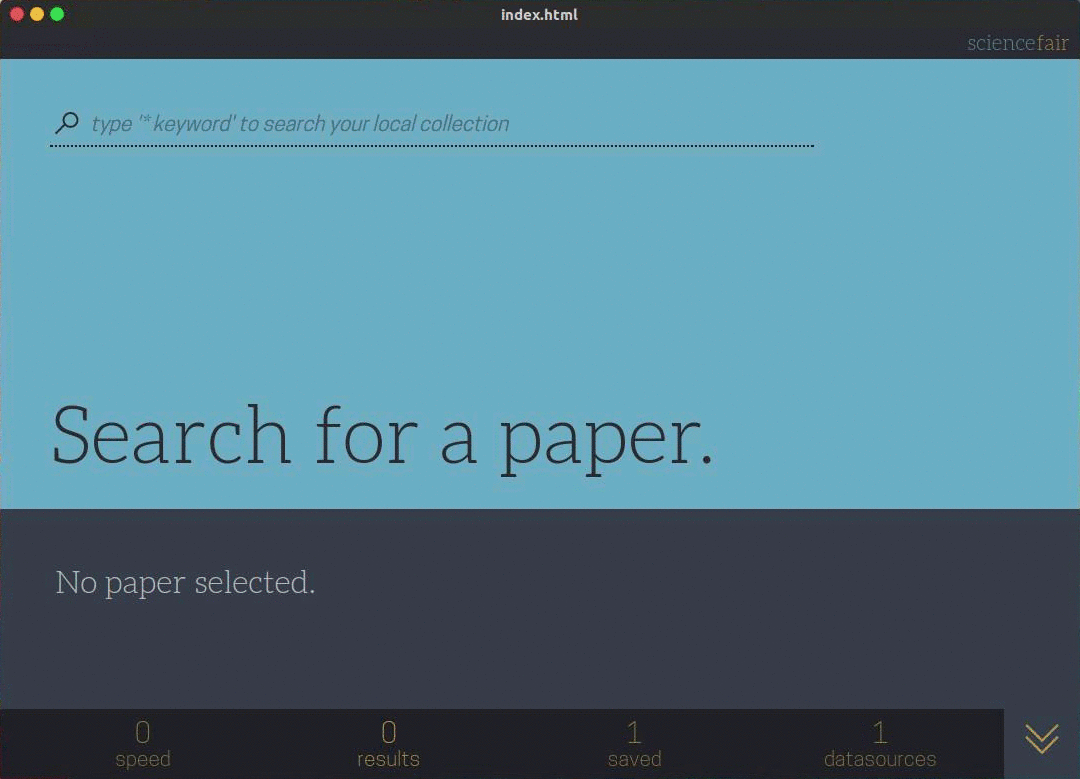 index.html
sciencefair
type '* keyword' to search your local collection
Search for a paper.
No paper selected.
0 0 1 1
speed results saved datasources